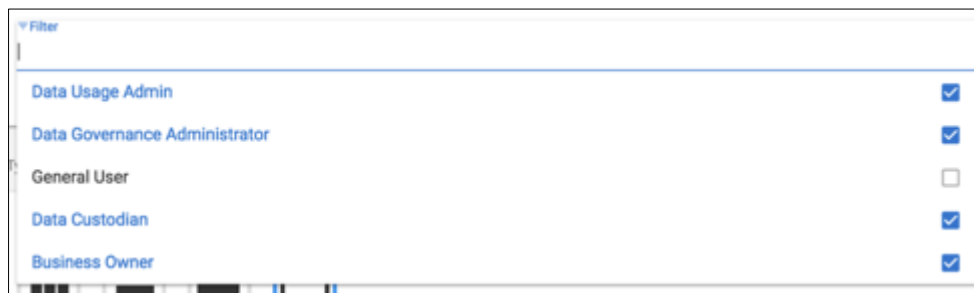 Filter
Data Usage Admin
Data Governance Administrator
General User
Data Custodian
Business Owner